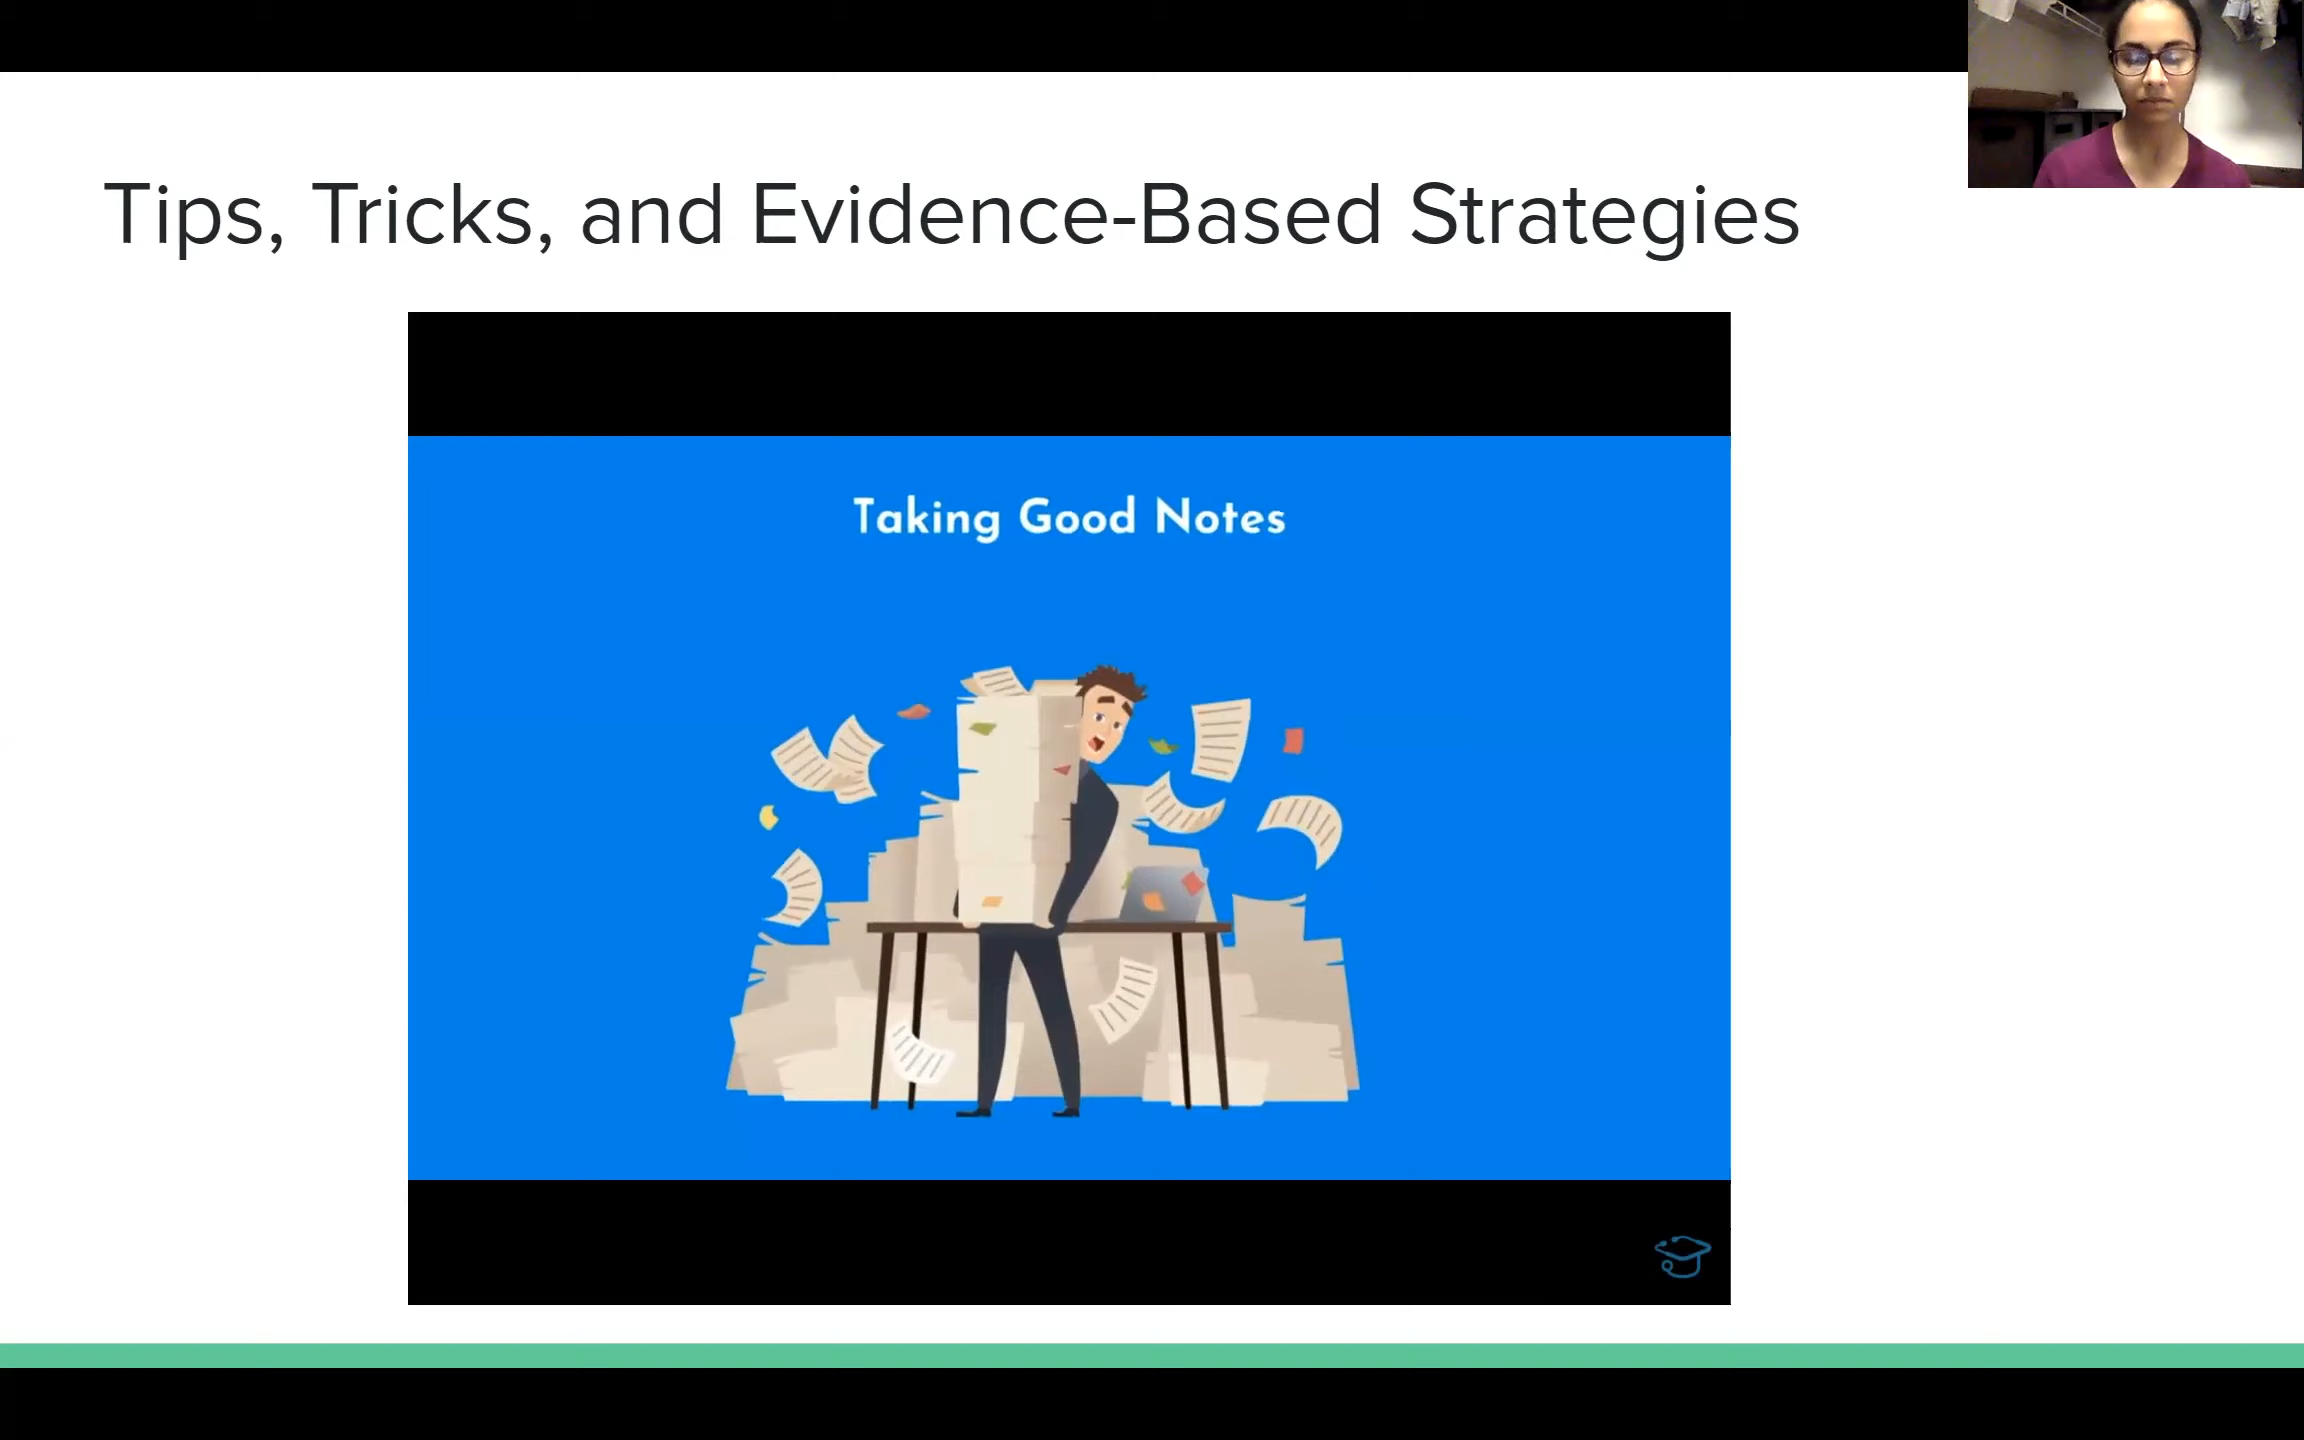 Tips, Tricks, and Evidence-Based Strategies
Taking Good Notes